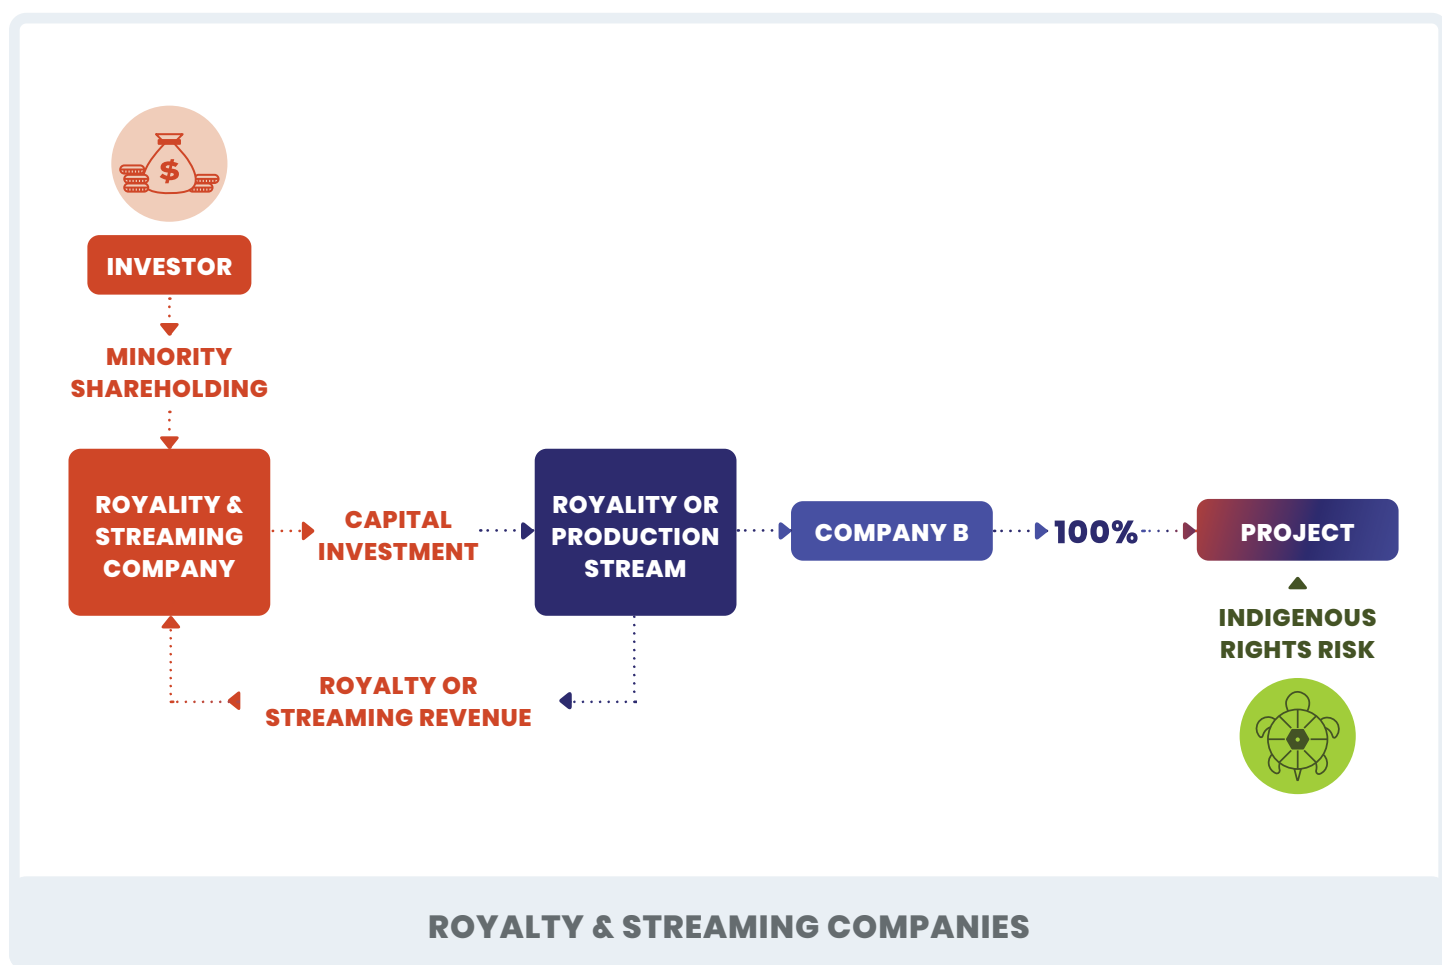 $
INVESTOR
MINORITY
SHAREHOLDING
ROYALITY &
STREAMING
COMPANY
CAPITAL
INVESTMENT
ROYALITY OR
PRODUCTION
STREAM
COMPANY B
100%
PROJECT
INDIGENOUS
RIGHTS RISK
ROYALTY OR
STREAMING REVENUE
ROYALTY & STREAMING COMPANIES